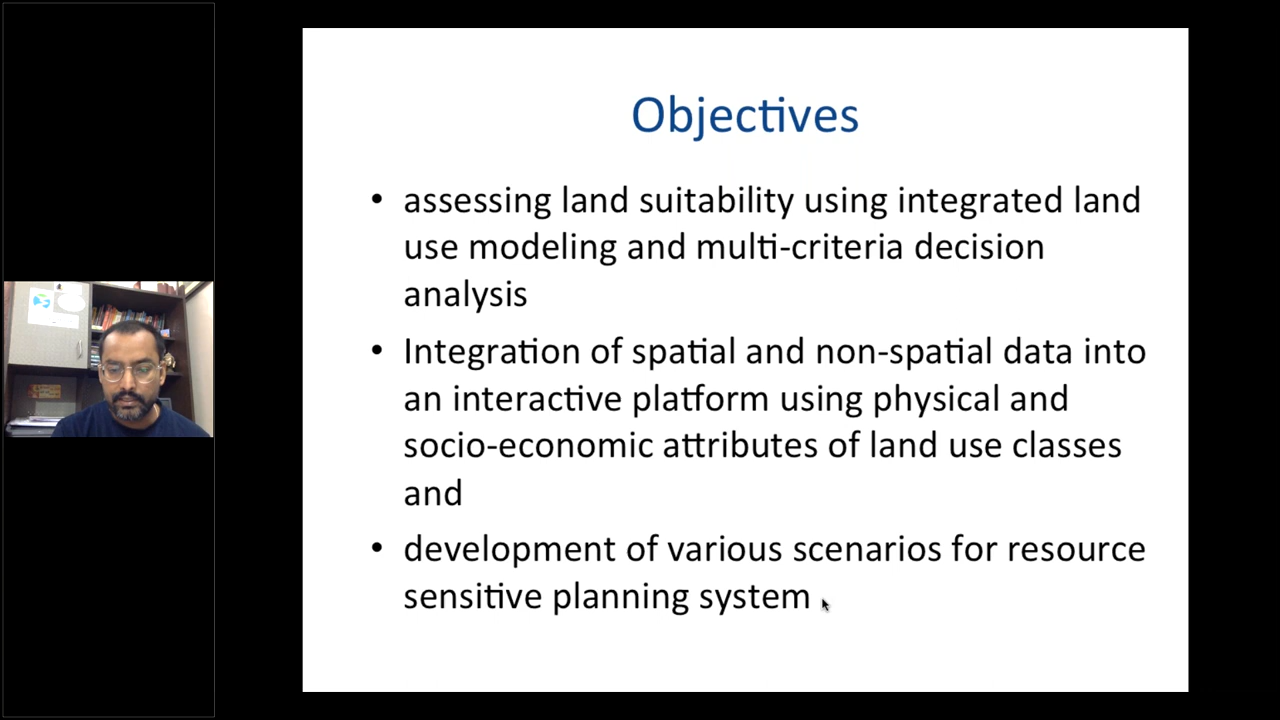 Objectives
• assessing land suitability using integrated land
use modeling and multi-criteria decision
analysis
• Integration of spatial and non-spatial data into
an interactive platform using physical and
socio-economic attributes of land use classes
and
• development of various scenarios for resource
sensitive planning system